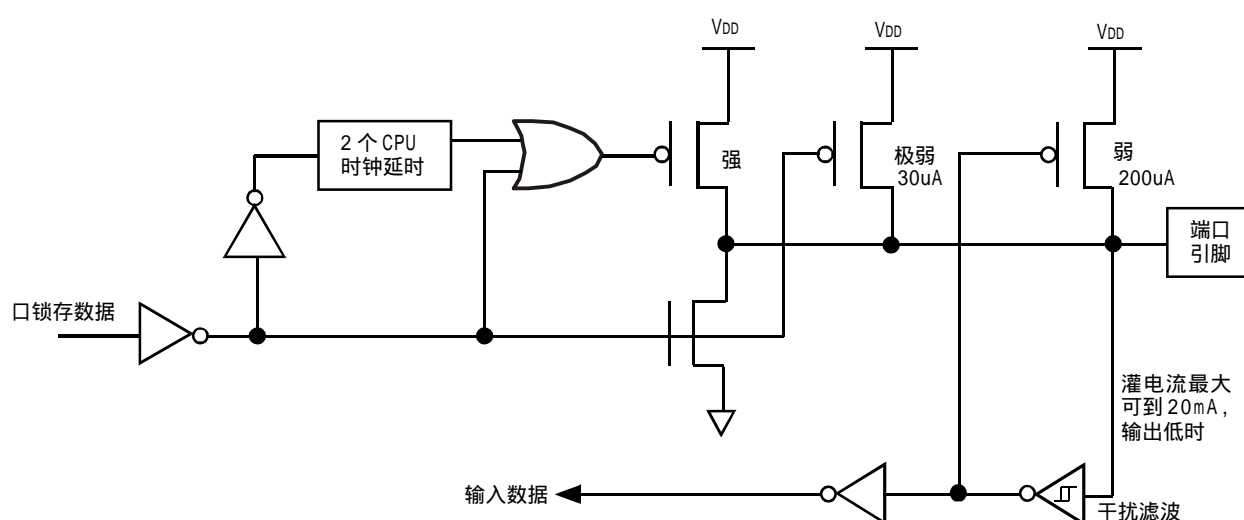 VDD
VDD
VDD
2 个 CPU
时钟延时
强
极弱
30uA
弱
200uA
端口
引脚
口锁存数据
灌电流最大
可到 20mA,
输出低时
输入数据
干扰滤波